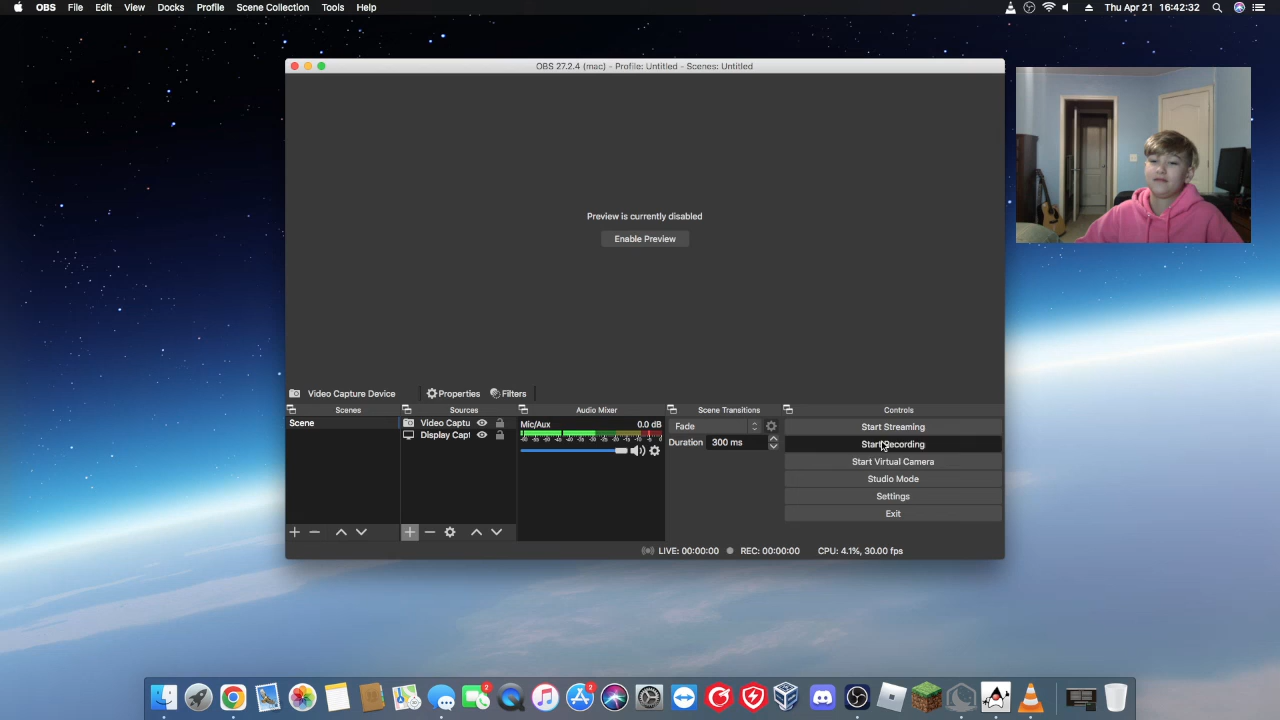 OBS File Edit View Docks Profile Scene Collection Tools Help Thu Apr 21 16:42:32
OBS 27.2.4 (mac) - Profile: Untitled - Scenes: Untitled
Preview is currently disabled
Enable Preview
Video Capture Device Properties Filters
Scenes Sources Audio Mixer Scene Transitions Controls
Scene
Video Captu
Display Capt
Mic/Aux 0.0 dB
Fade
Duration 300 ms
Start Streaming
Start Recording
Start Virtual Camera
Studio Mode
Settings
Exit
LIVE: 00:00:00 REC: 00:00:00 CPU: 4.1%, 30.00 fps
2
2